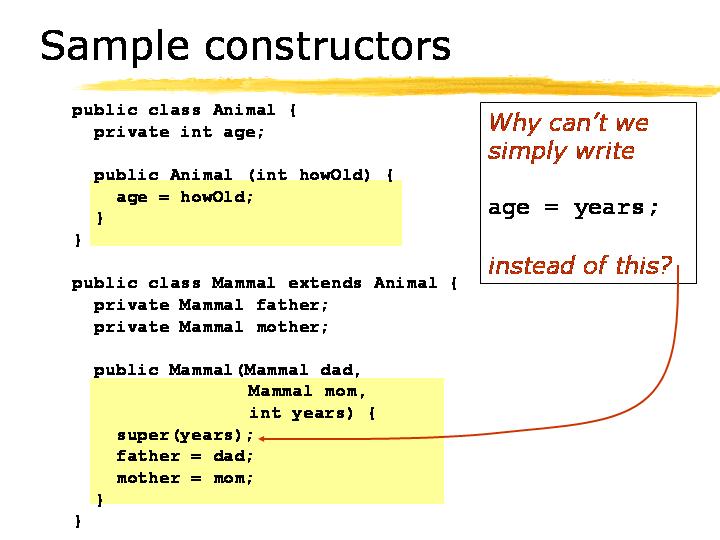 Sample constructors
public class Animal {
  private int age;

  public Animal (int howOld) {
    age = howOld;
  }
}

public class Mammal extends Animal {
  private Mammal father;
  private Mammal mother;

  public Mammal(Mammal dad,
                Mammal mom,
                int years) {
    super(years);
    father = dad;
    mother = mom;
  }
}
Why can’t we
simply write
age = years;
instead of this?